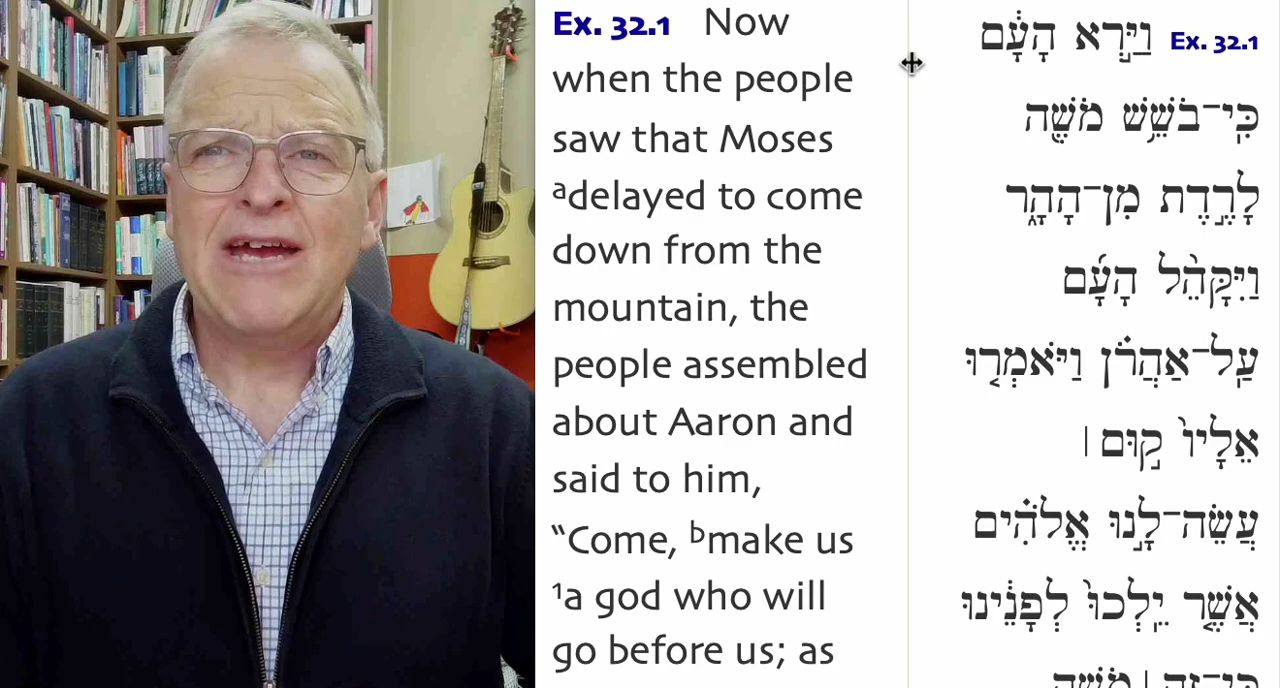 Ex. 32.1 Now
when the people
saw that Moses
ᵃdelayed to come
down from the
mountain, the
people assembled
about Aaron and
said to him,
“Come, ᵇmake us
¹a god who will
go before us; as
Ex. 32.1 וַיַּ֣רְא הָעָ֔ם
כִּֽי־בֹשֵׁ֥שׁ מֹשֶׁ֖ה
לָרֶ֣דֶת מִן־הָהָ֑ר
וַיִּקָּהֵ֨ל הָעָ֜ם
עַֽל־אַהֲרֹ֗ן וַיֹּאמְר֤וּ
אֵלָיו֙ ק֣וּם ׀
עֲשֵׂה־לָ֣נוּ אֱלֹהִ֗ים
אֲשֶׁ֤ר יֵֽלְכוּ֙ לְפָנֵ֔ינוּ
כִּי־זֶ֣ה ׀ מֹשֶׁ֣ה